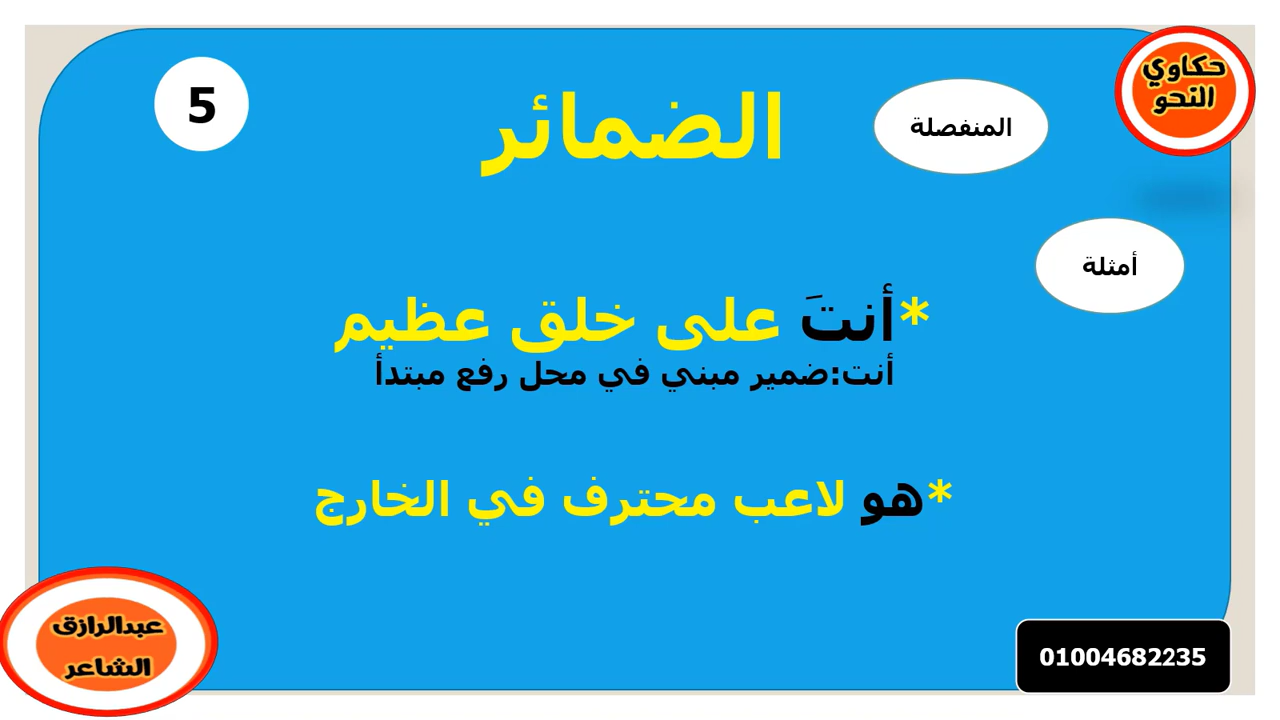 حكاوي
النحو
5
الضمائر
المنفصلة
أمثلة
*أنتَ على خلق عظيم
أنت:ضمير مبني في محل رفع مبتدأ
*هو لاعب محترف في الخارج
عبدالرازق
الشاعر
01004682235